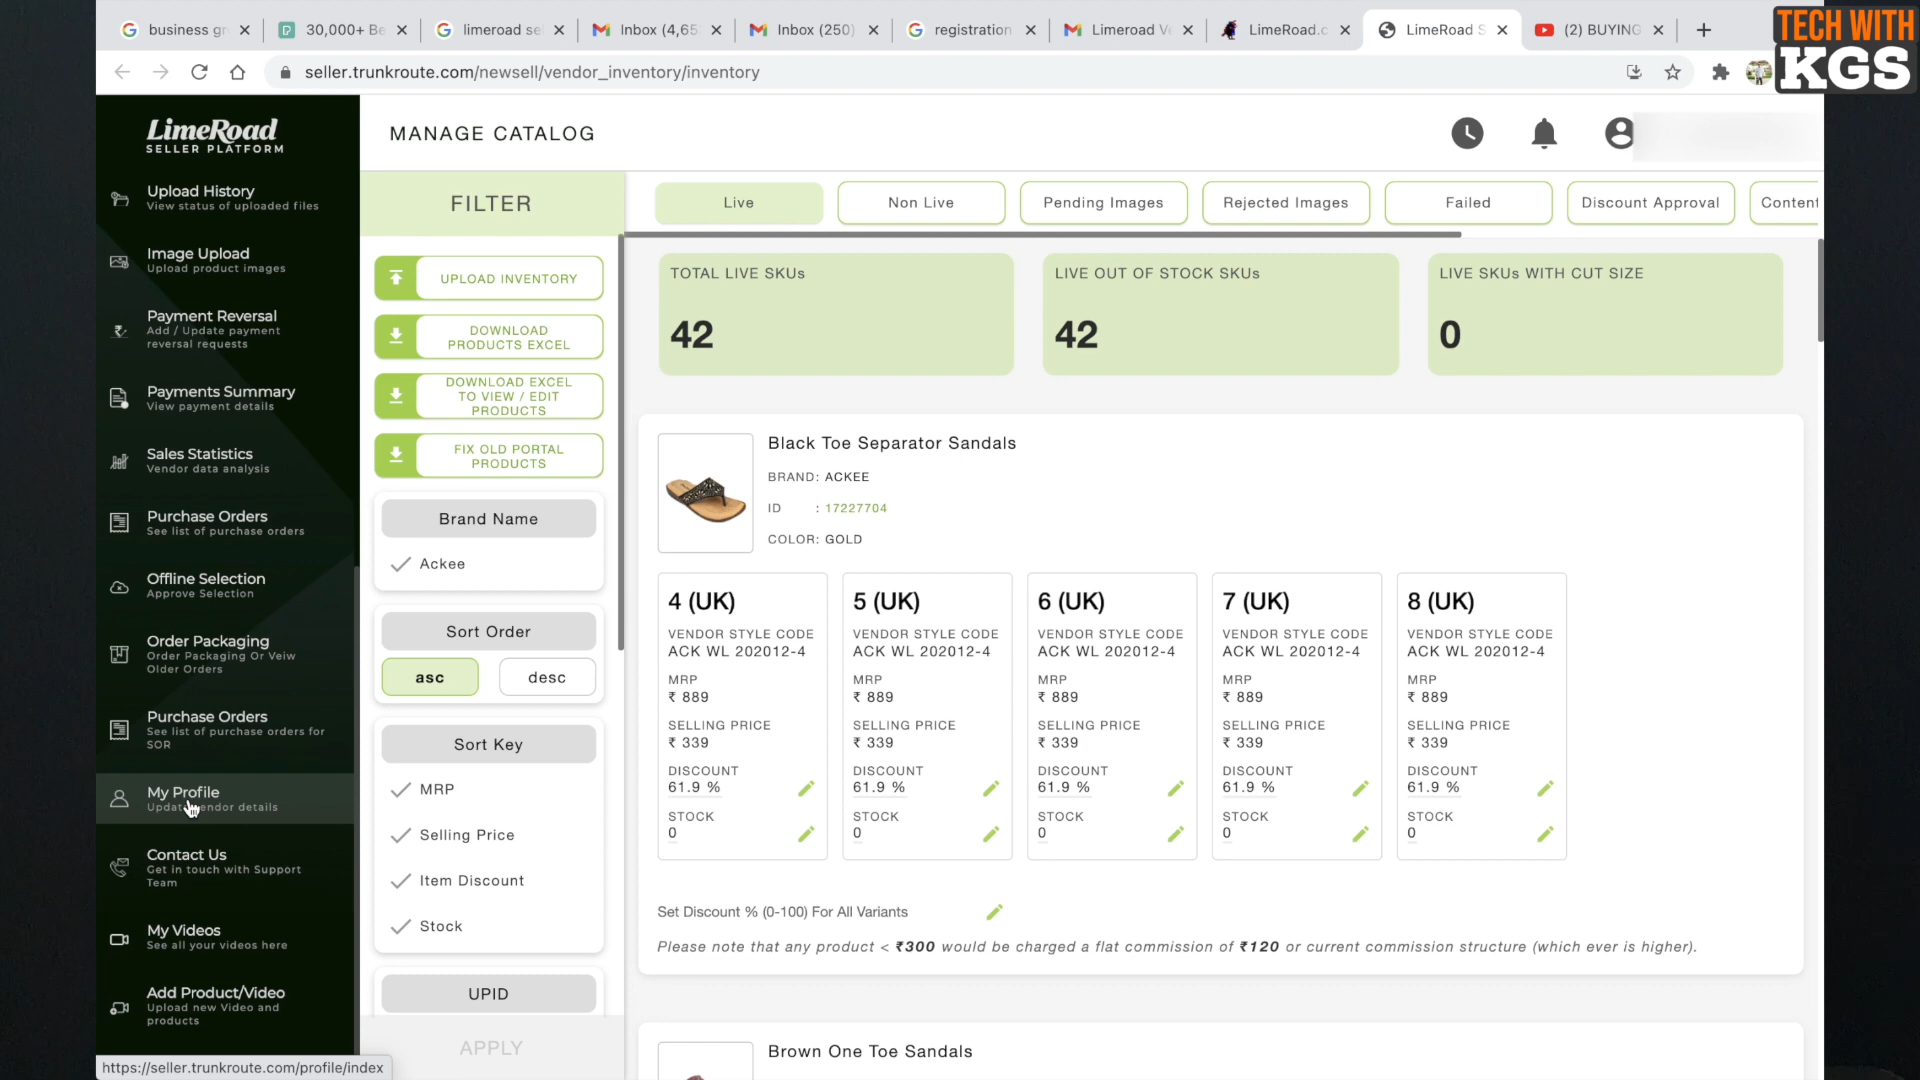 business gr
30,000+ Be
limeroad se
Inbox (4,65
Inbox (250)
registration
Limeroad Ve
LimeRoad.c
LimeRoad S
(2) BUYING
TECH WITH
KGS
seller.trunkroute.com/newsell/vendor_inventory/inventory
LimeRoad
SELLER PLATFORM
MANAGE CATALOG
Upload History
View status of uploaded files
Image Upload
Upload product images
Payment Reversal
Add / Update payment
reversal requests
Payments Summary
View payment details
Sales Statistics
Vendor data analysis
Purchase Orders
See list of purchase orders
Offline Selection
Approve Selection
Order Packaging
Order Packaging Or Veiw
Older Orders
Purchase Orders
See list of purchase orders for
SOR
My Profile
Update vendor details
Contact Us
Get in touch with Support
Team
My Videos
See all your videos here
Add Product/Video
Upload new Video and
products
https://seller.trunkroute.com/profile/index
FILTER
UPLOAD INVENTORY
DOWNLOAD
PRODUCTS EXCEL
DOWNLOAD EXCEL
TO VIEW / EDIT
PRODUCTS
FIX OLD PORTAL
PRODUCTS
Brand Name
Ackee
Sort Order
asc desc
Sort Key
MRP
Selling Price
Item Discount
Stock
UPID
APPLY
Live Non Live Pending Images Rejected Images Failed Discount Approval Content
TOTAL LIVE SKUs
42
LIVE OUT OF STOCK SKUs
42
LIVE SKUs WITH CUT SIZE
0
Black Toe Separator Sandals
BRAND: ACKEE
ID : 17227704
COLOR: GOLD
4 (UK)
VENDOR STYLE CODE
ACK WL 202012-4
MRP
₹ 889
SELLING PRICE
₹ 339
DISCOUNT
61.9 %
STOCK
0
5 (UK)
VENDOR STYLE CODE
ACK WL 202012-4
MRP
₹ 889
SELLING PRICE
₹ 339
DISCOUNT
61.9 %
STOCK
0
6 (UK)
VENDOR STYLE CODE
ACK WL 202012-4
MRP
₹ 889
SELLING PRICE
₹ 339
DISCOUNT
61.9 %
STOCK
0
7 (UK)
VENDOR STYLE CODE
ACK WL 202012-4
MRP
₹ 889
SELLING PRICE
₹ 339
DISCOUNT
61.9 %
STOCK
0
8 (UK)
VENDOR STYLE CODE
ACK WL 202012-4
MRP
₹ 889
SELLING PRICE
₹ 339
DISCOUNT
61.9 %
STOCK
0
Set Discount % (0-100) For All Variants
Please note that any product < ₹300 would be charged a flat commission of ₹120 or current commission structure (which ever is higher).
Brown One Toe Sandals